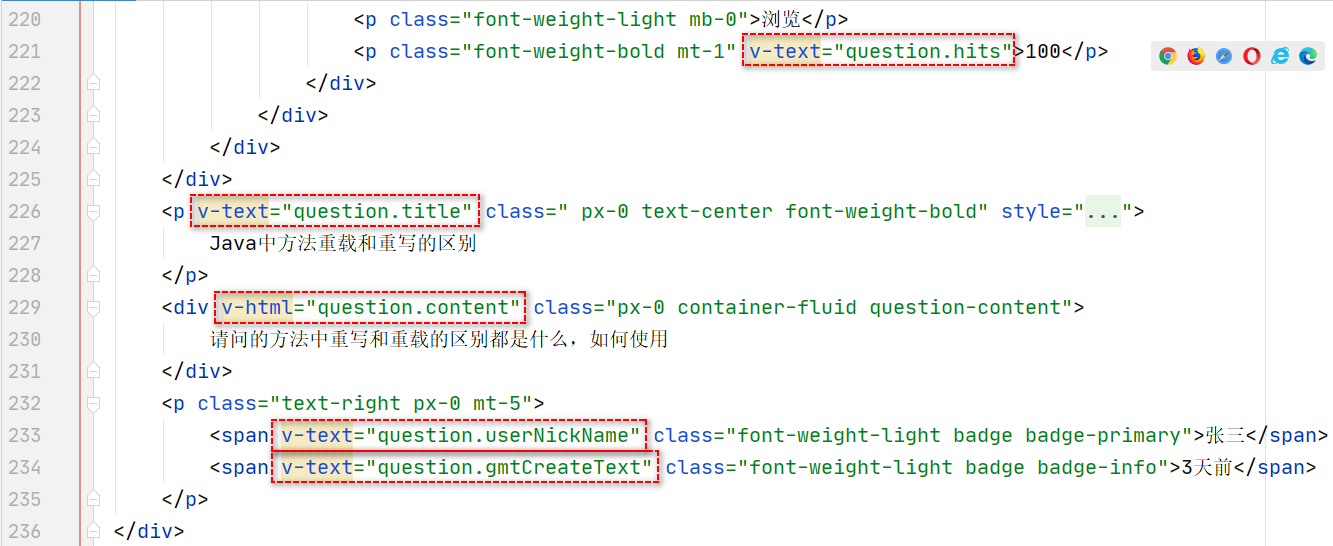 220 <p class="font-weight-light mb-0">浏览</p>
221 <p class="font-weight-bold mt-1" v-text="question.hits">100</p>
222 </div>
223 </div>
224 </div>
225 </div>
226 <p v-text="question.title" class=" px-0 text-center font-weight-bold" style="...">
227 Java中方法重载和重写的区别
228 </p>
229 <div v-html="question.content" class="px-0 container-fluid question-content">
230 请问的方法中重写和重载的区别都是什么，如何使用
231 </div>
232 <p class="text-right px-0 mt-5">
233 <span v-text="question.userNickName" class="font-weight-light badge badge-primary">张三</span>
234 <span v-text="question.gmtCreateText" class="font-weight-light badge badge-info">3天前</span>
235 </p>
236 </div>